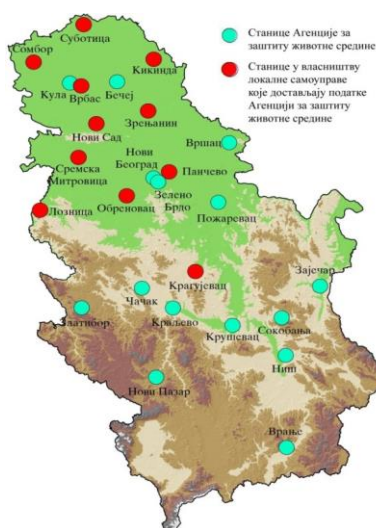 Суботица
Сомбор
Кикинда
Кула
Врбас
Бечеј
Зрењанин
Нови Сад
Вршац
Нови
Београд
Панчево
Сремска
Митровица
Зелено
Брдо
Обреновац
Лозница
Пожаревац
Зајечар
Крагујевац
Чачак
Златибор
Краљево
Крушевац
Сокобања
Ниш
Нови Пазар
Врање
Станице Агенције за
заштиту животне средине
Станице у власништву
локалне самоуправе
које достављају податке
Агенцији за заштиту
животне средине